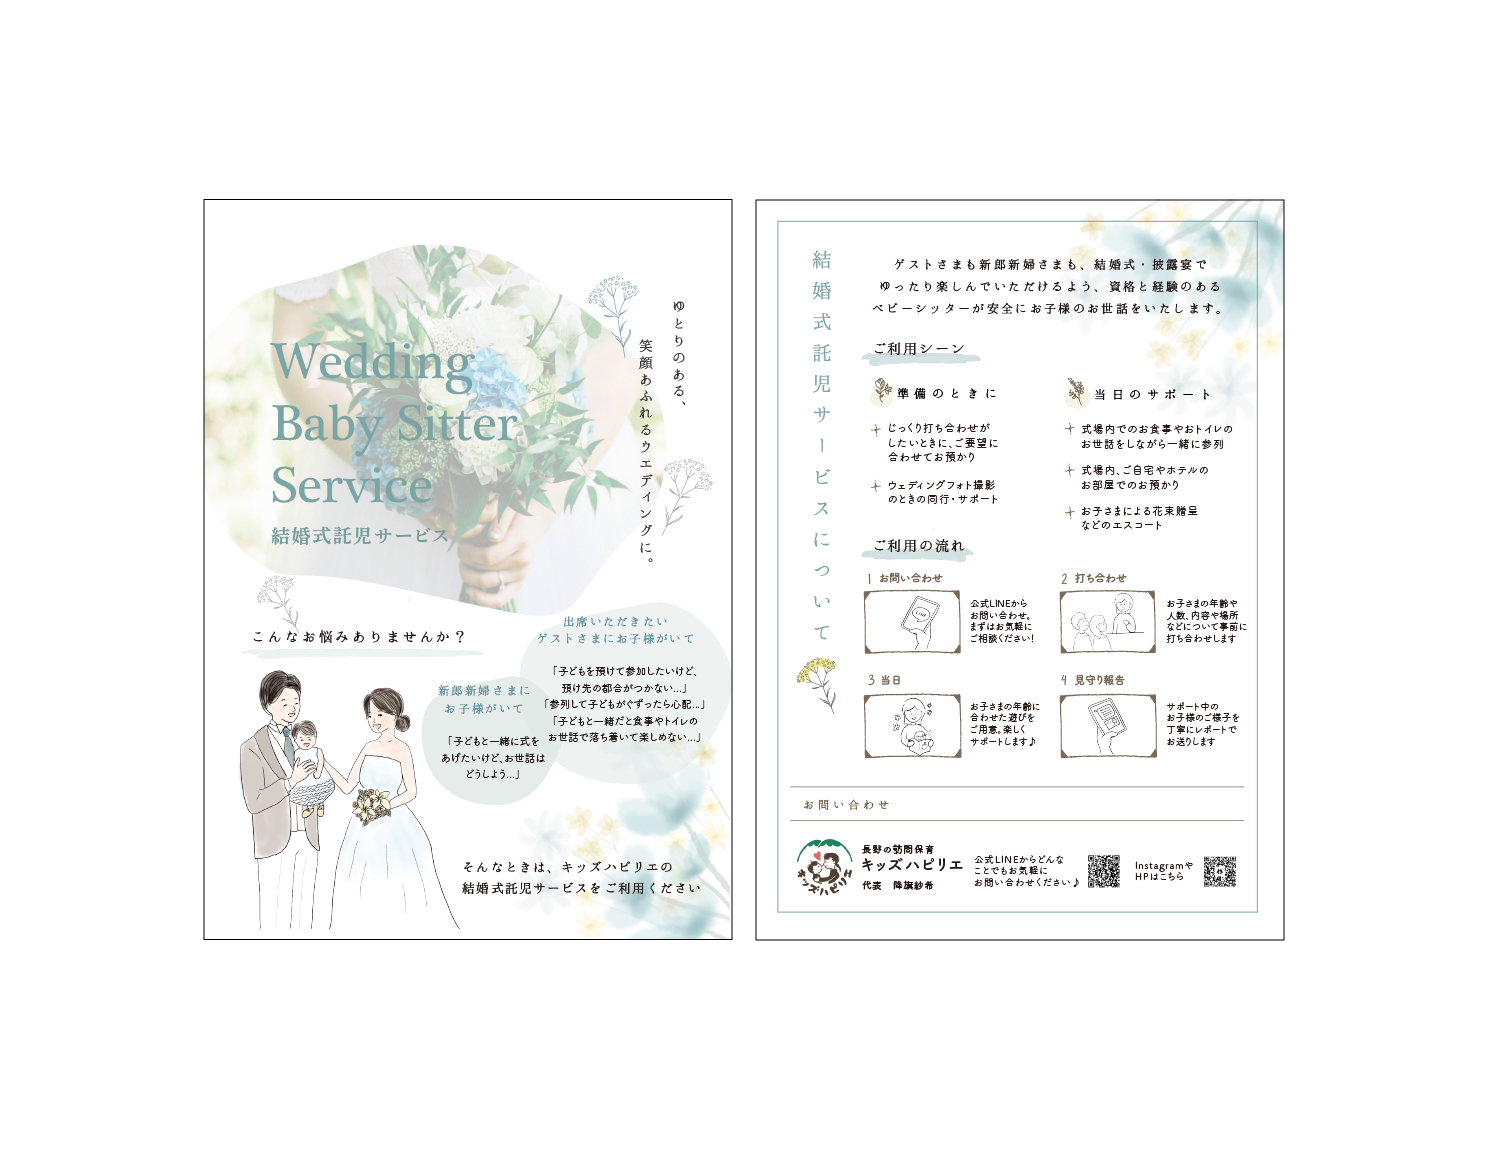 Wedding
Baby Sitter
Service
結婚式託児サービス
ゆとりのある、
笑顔あふれるウエディングに。
こんなお悩みありませんか？
出席いただきたい
ゲストさまにお子様がいて
「子どもを預けて参加したいけど、
預け先の都合がつかない...」
「参列して子どもがぐずったら心配...」
「子どもと一緒だと食事やトイレの
お世話で落ち着いて楽しめない...」
新郎新婦さまに
お子様がいて
「子どもと一緒に式を
あげたいけど、お世話は
どうしよう...」
そんなときは、キッズハピリエの
結婚式託児サービスをご利用ください
結婚式託児サービスについて
ゲストさまも新郎新婦さまも、結婚式・披露宴で
ゆったり楽しんでいただけるよう、資格と経験のある
ベビーシッターが安全にお子様のお世話をいたします。
ご利用シーン
準備のときに
じっくり打ち合わせが
したいときに、ご要望に
合わせてお預かり
ウェディングフォト撮影
のときの同行・サポート
当日のサポート
式場内でのお食事やおトイレの
お世話をしながら一緒に参列
式場内、ご自宅やホテルの
お部屋でのお預かり
お子さまによる花束贈呈
などのエスコート
ご利用の流れ
1 お問い合わせ
LINE
公式LINEから
お問い合わせ。
まずはお気軽に
ご相談ください！
2 打ち合わせ
お子さまの年齢や
人数、内容や場所
などについて事前に
打ち合わせします
3 当日
お子さまの年齢に
合わせた遊びを
ご用意。楽しく
サポートします♪
4 見守り報告
サポート中の
お子様のご様子を
丁寧にレポートで
お送りします
お問い合わせ
キッズハピリエ
長野の訪問保育
キッズハピリエ
代表 降旗紗希
公式LINEからどんな
ことでもお気軽に
お問い合わせください♪
Instagramや
HPはこちら